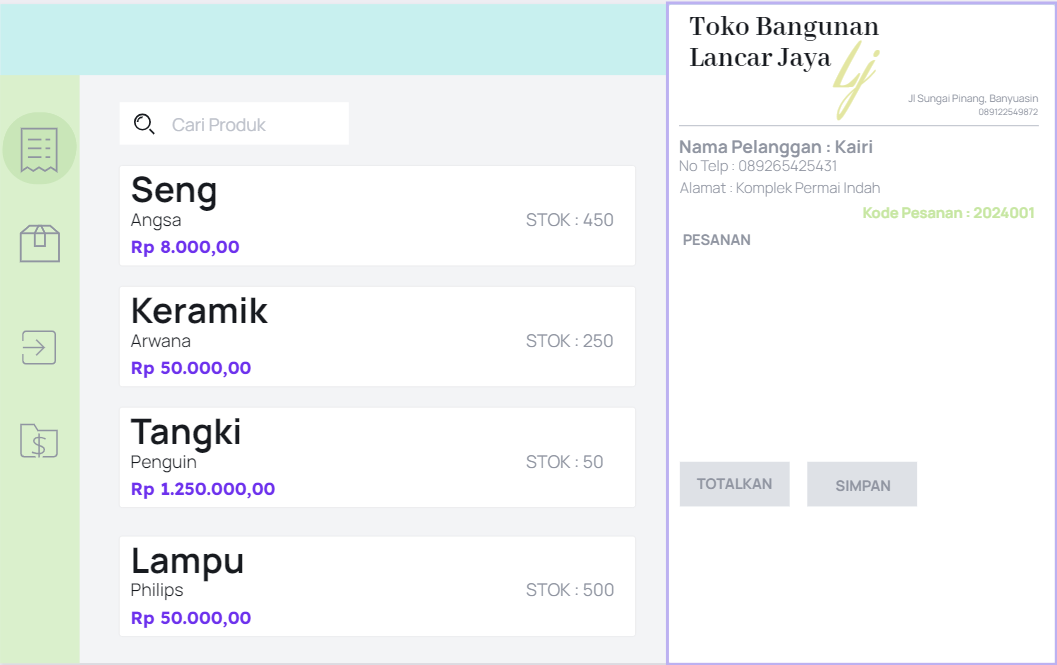 Cari Produk
Seng
Angsa
STOK : 450
Rp 8.000,00
Keramik
Arwana
STOK : 250
Rp 50.000,00
Tangki
Penguin
STOK : 50
Rp 1.250.000,00
Lampu
Philips
STOK : 500
Rp 50.000,00
Toko Bangunan
Lancar Jaya
Lj
Jl Sungai Pinang, Banyuasin
089122549872
Nama Pelanggan : Kairi
No Telp : 089265425431
Alamat : Komplek Permai Indah
Kode Pesanan : 2024001
PESANAN
TOTALKAN
SIMPAN